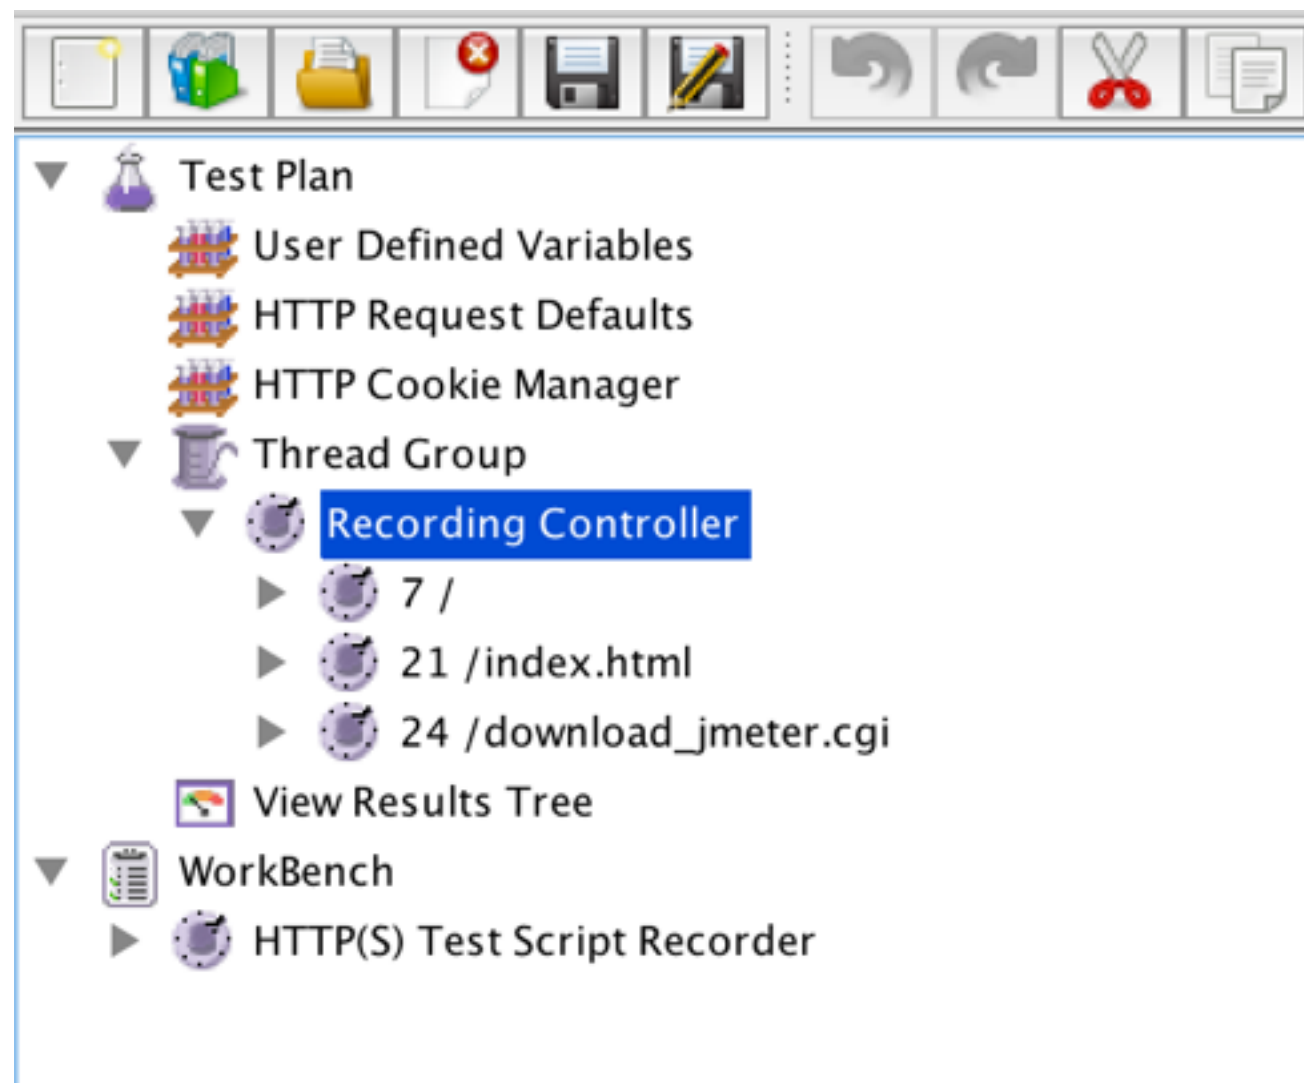 Test Plan
User Defined Variables
HTTP Request Defaults
HTTP Cookie Manager
Thread Group
Recording Controller
7 /
21 /index.html
24 /download_jmeter.cgi
View Results Tree
WorkBench
HTTP(S) Test Script Recorder